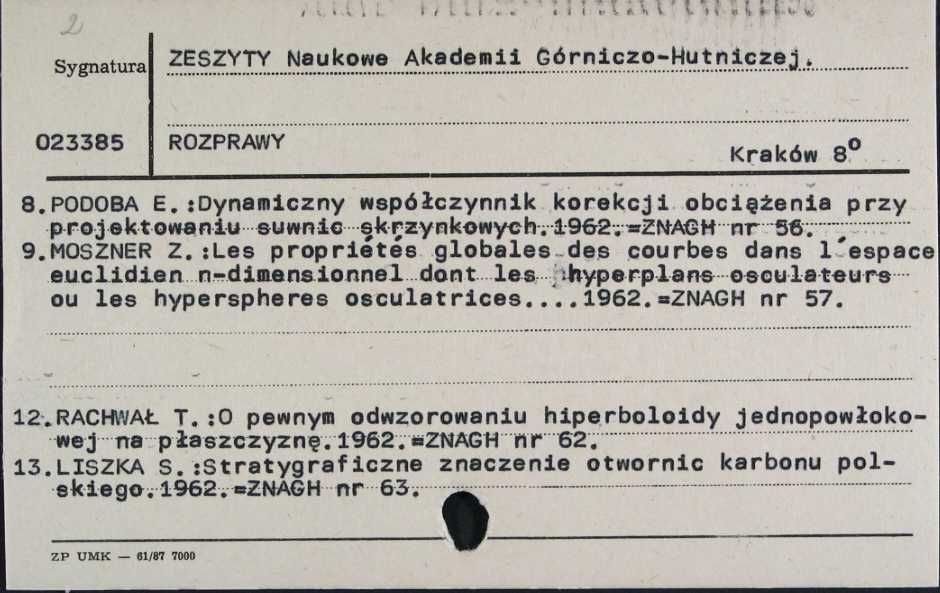 2
Sygnatura
ZESZYTY Naukowe Akademii Górniczo-Hutniczej.
023385
ROZPRAWY
Kraków 8º
8.PODOBA E.:Dynamiczny współczynnik korekcji obciążenia przy
projektowaniu suwnic skrzynkowych.1962.=ZNAGH nr 56.
9.MOSZNER Z.:Les propriétés globales des courbes dans l´espace
euclidien n-dimensionnel dont les hyperplans osculateurs
ou les hyperspheres osculatrices....1962.=ZNAGH nr 57.
12.RACHWAŁ T.:O pewnym odwzorowaniu hiperboloidy jednopowłoko-
wej na płaszczyznę.1962.=ZNAGH nr 62.
13.LISZKA S.:Stratygraficzne znaczenie otwornic karbonu pol-
skiego.1962.=ZNAGH nr 63.
ZP UMK — 61/87 7000